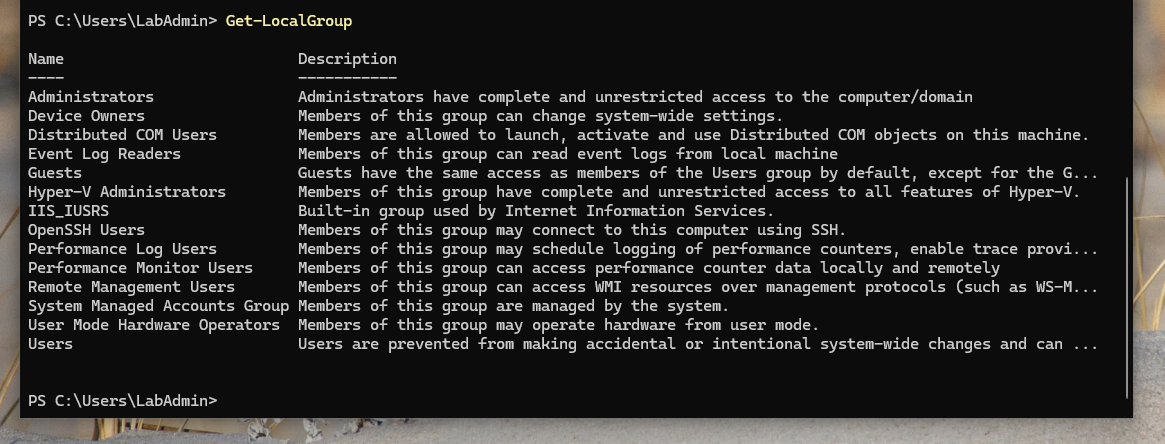 PS C:\Users\LabAdmin> Get-LocalGroup
Name Description
---- -----------
Administrators Administrators have complete and unrestricted access to the computer/domain
Device Owners Members of this group can change system-wide settings.
Distributed COM Users Members are allowed to launch, activate and use Distributed COM objects on this machine.
Event Log Readers Members of this group can read event logs from local machine
Guests Guests have the same access as members of the Users group by default, except for the G...
Hyper-V Administrators Members of this group have complete and unrestricted access to all features of Hyper-V.
IIS_IUSRS Built-in group used by Internet Information Services.
OpenSSH Users Members of this group may connect to this computer using SSH.
Performance Log Users Members of this group may schedule logging of performance counters, enable trace provi...
Performance Monitor Users Members of this group can access performance counter data locally and remotely
Remote Management Users Members of this group can access WMI resources over management protocols (such as WS-M...
System Managed Accounts Group Members of this group are managed by the system.
User Mode Hardware Operators Members of this group may operate hardware from user mode.
Users Users are prevented from making accidental or intentional system-wide changes and can ...
PS C:\Users\LabAdmin>